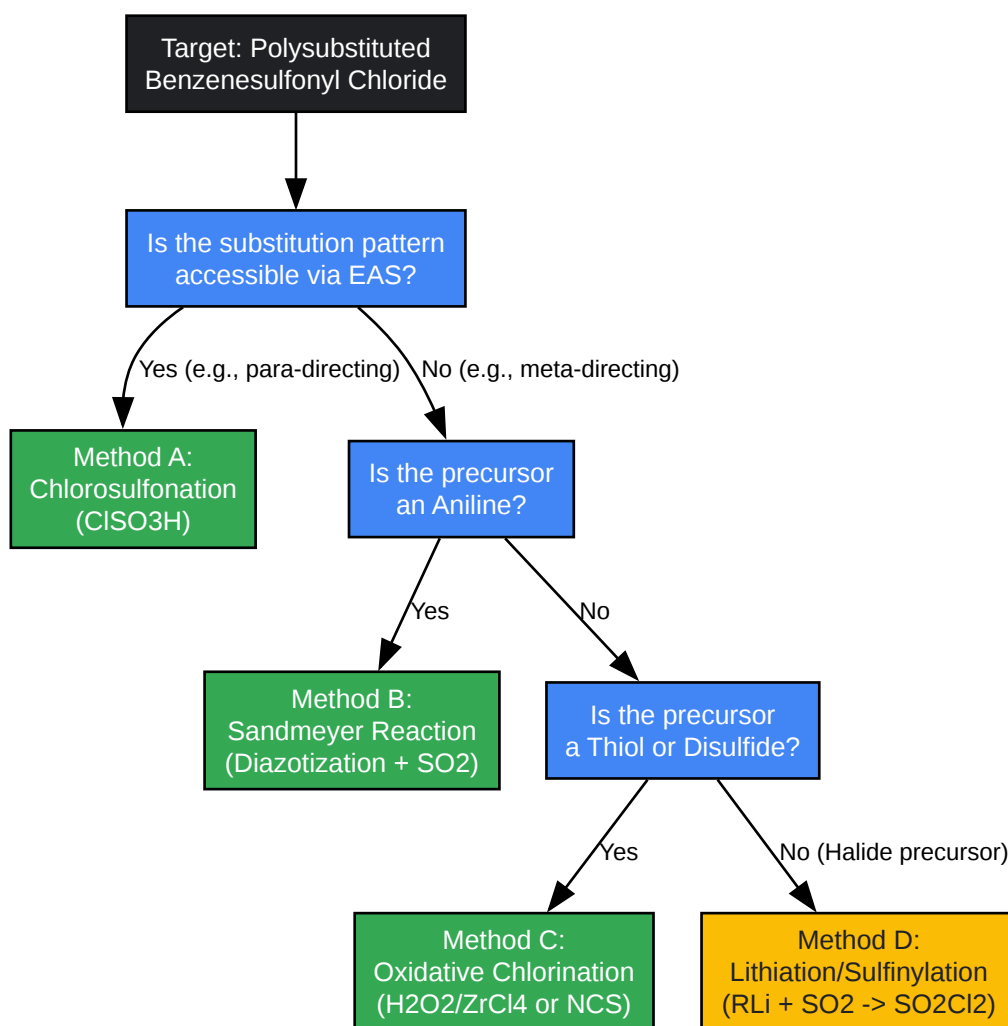 Target: Polysubstituted
Benzenesulfonyl Chloride
Is the substitution pattern
accessible via EAS?
Yes (e.g., para-directing)
No (e.g., meta-directing)
Method A:
Chlorosulfonation
(ClSO3H)
Is the precursor
an Aniline?
Yes
No
Method B:
Sandmeyer Reaction
(Diazotization + SO2)
Is the precursor
a Thiol or Disulfide?
Yes
No (Halide precursor)
Method C:
Oxidative Chlorination
(H2O2/ZrCl4 or NCS)
Method D:
Lithiation/Sulfinylation
(RLi + SO2 -> SO2Cl2)